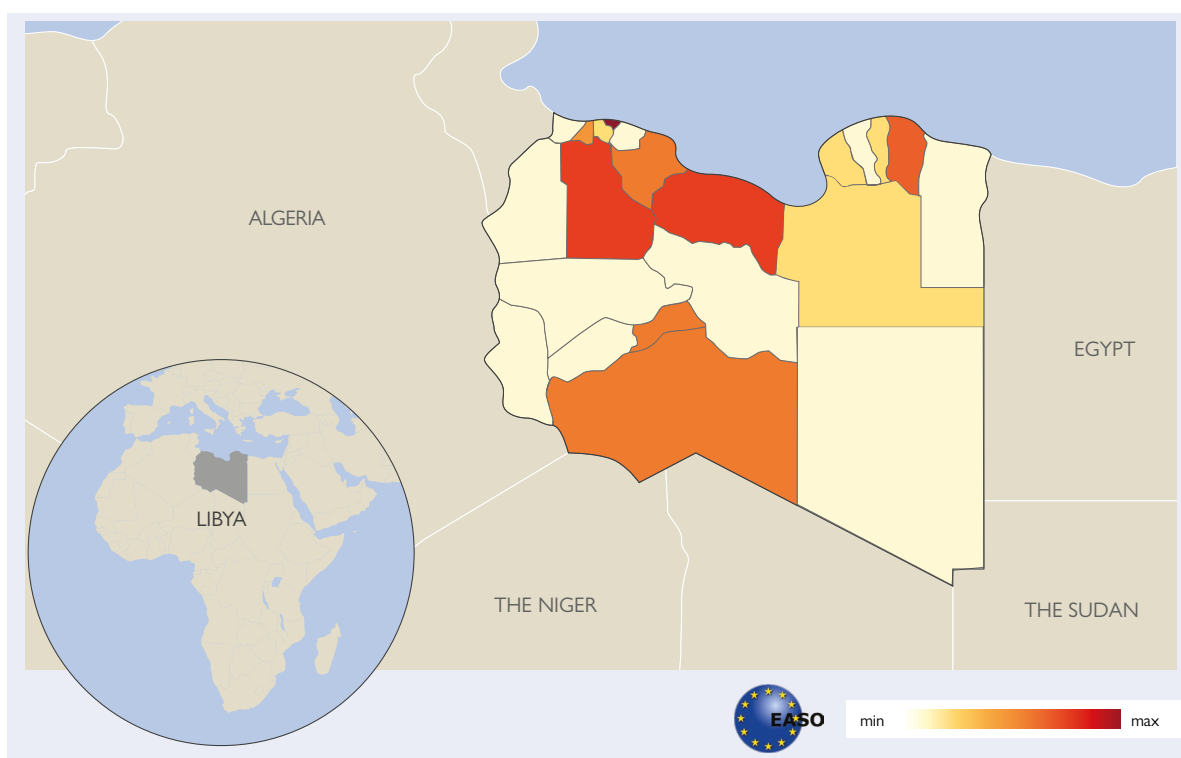 ALGERIA
EGYPT
LIBYA
THE NIGER
THE SUDAN
EASO
min
max